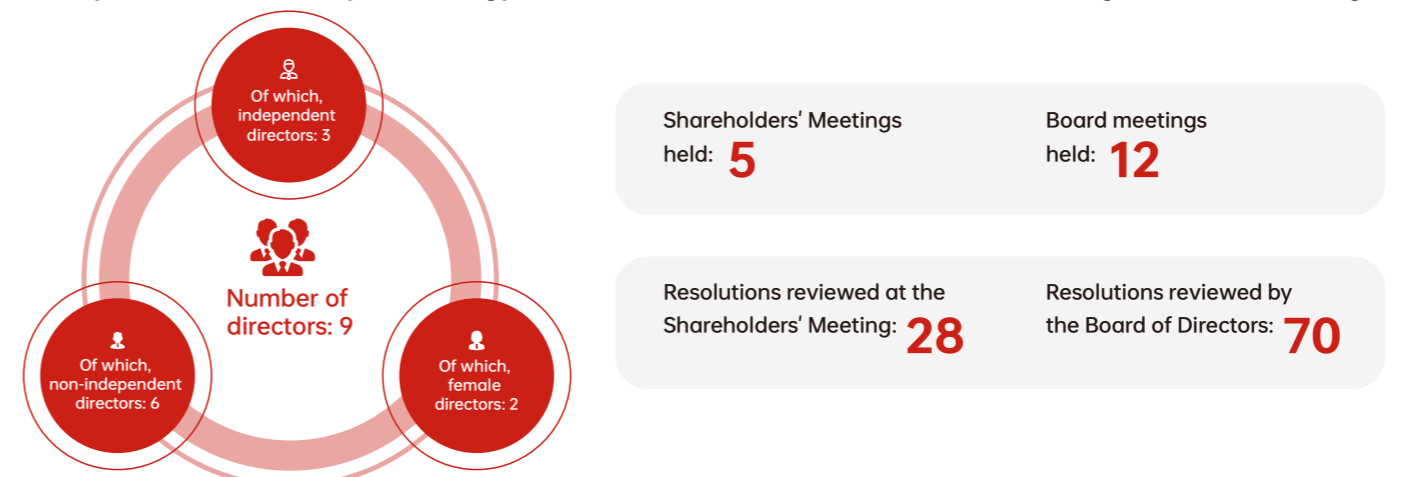 Of which,
independent
directors: 3
Number of
directors: 9
Of which,
non-independent
directors: 6
Of which,
female
directors: 2
Shareholders' Meetings
held: 5
Board meetings
held: 12
Resolutions reviewed at the
Shareholders' Meeting: 28
Resolutions reviewed by
the Board of Directors: 70